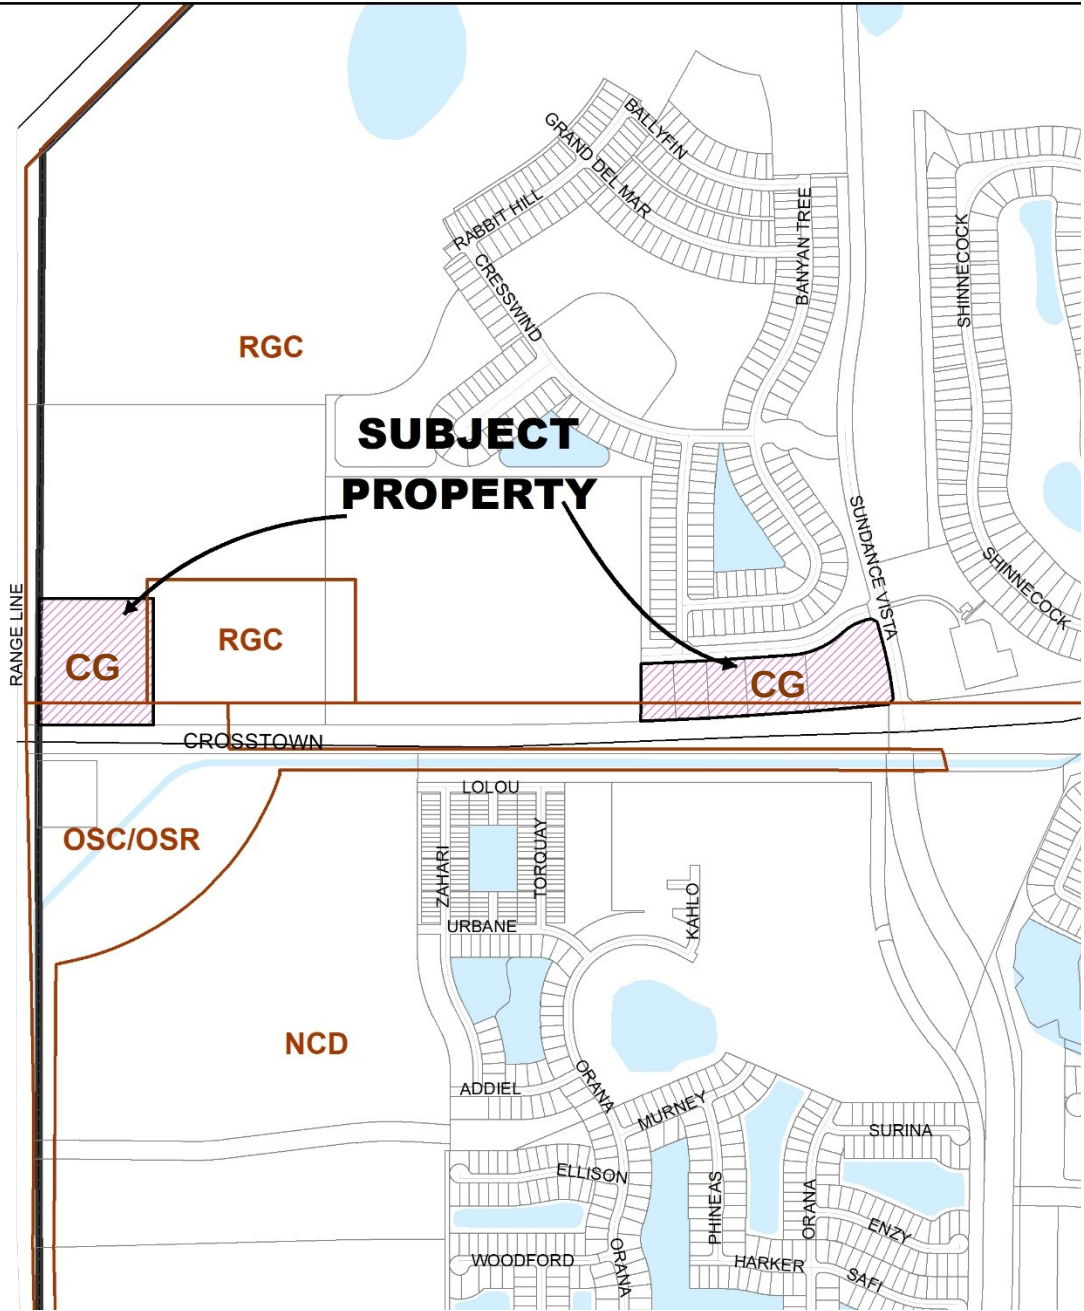 BALLYFIN
GRAND DEL MAR
RABBIT HILL
BANYAN TREE
SHINNECOCK
CRESSWIND
RGC
SUBJECT
PROPERTY
SUNDANCE VISTA
SHINNECOCK
RANGE LINE
RGC
CG
CG
CROSSTOWN
LOLOU
OSC/OSR
ZAHARI
TORQUAY
KAHLO
URBANE
NCD
ORANA
ADDIEL
MURNEY
SURINA
ELLISON
PHINEAS
ORANA
ENZY
WOODFORD
ORANA
HARKER
SAFI